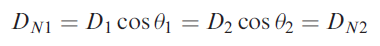 D_{N1} = D_1 cos θ_1 = D_2 cos θ_2 = D_{N2}